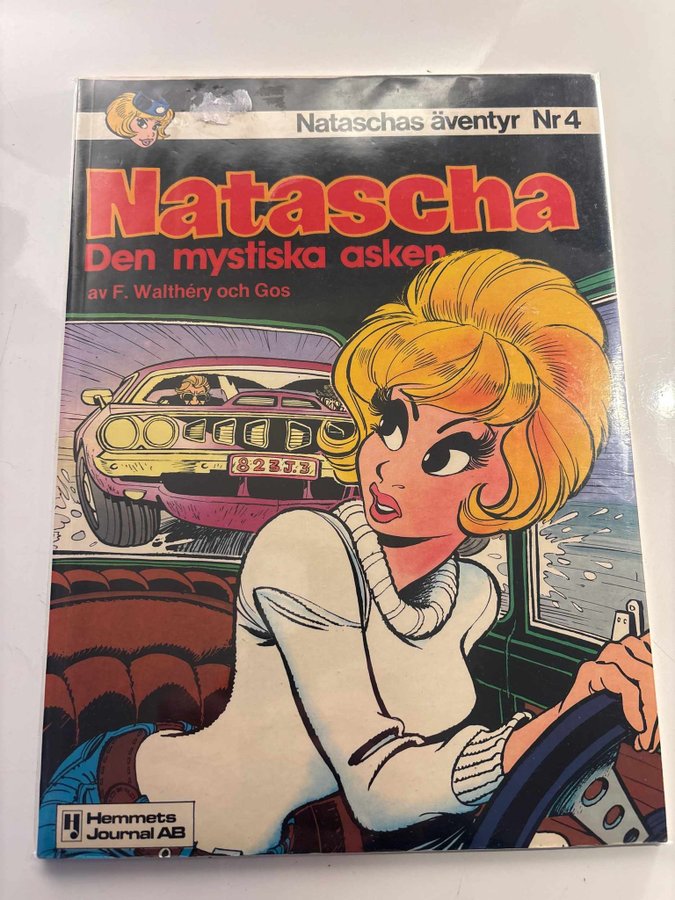 Nataschas äventyr Nr 4
Natascha
Den mystiska asken
av F. Walthéry och Gos
823J.3
Hemmets
Journal AB